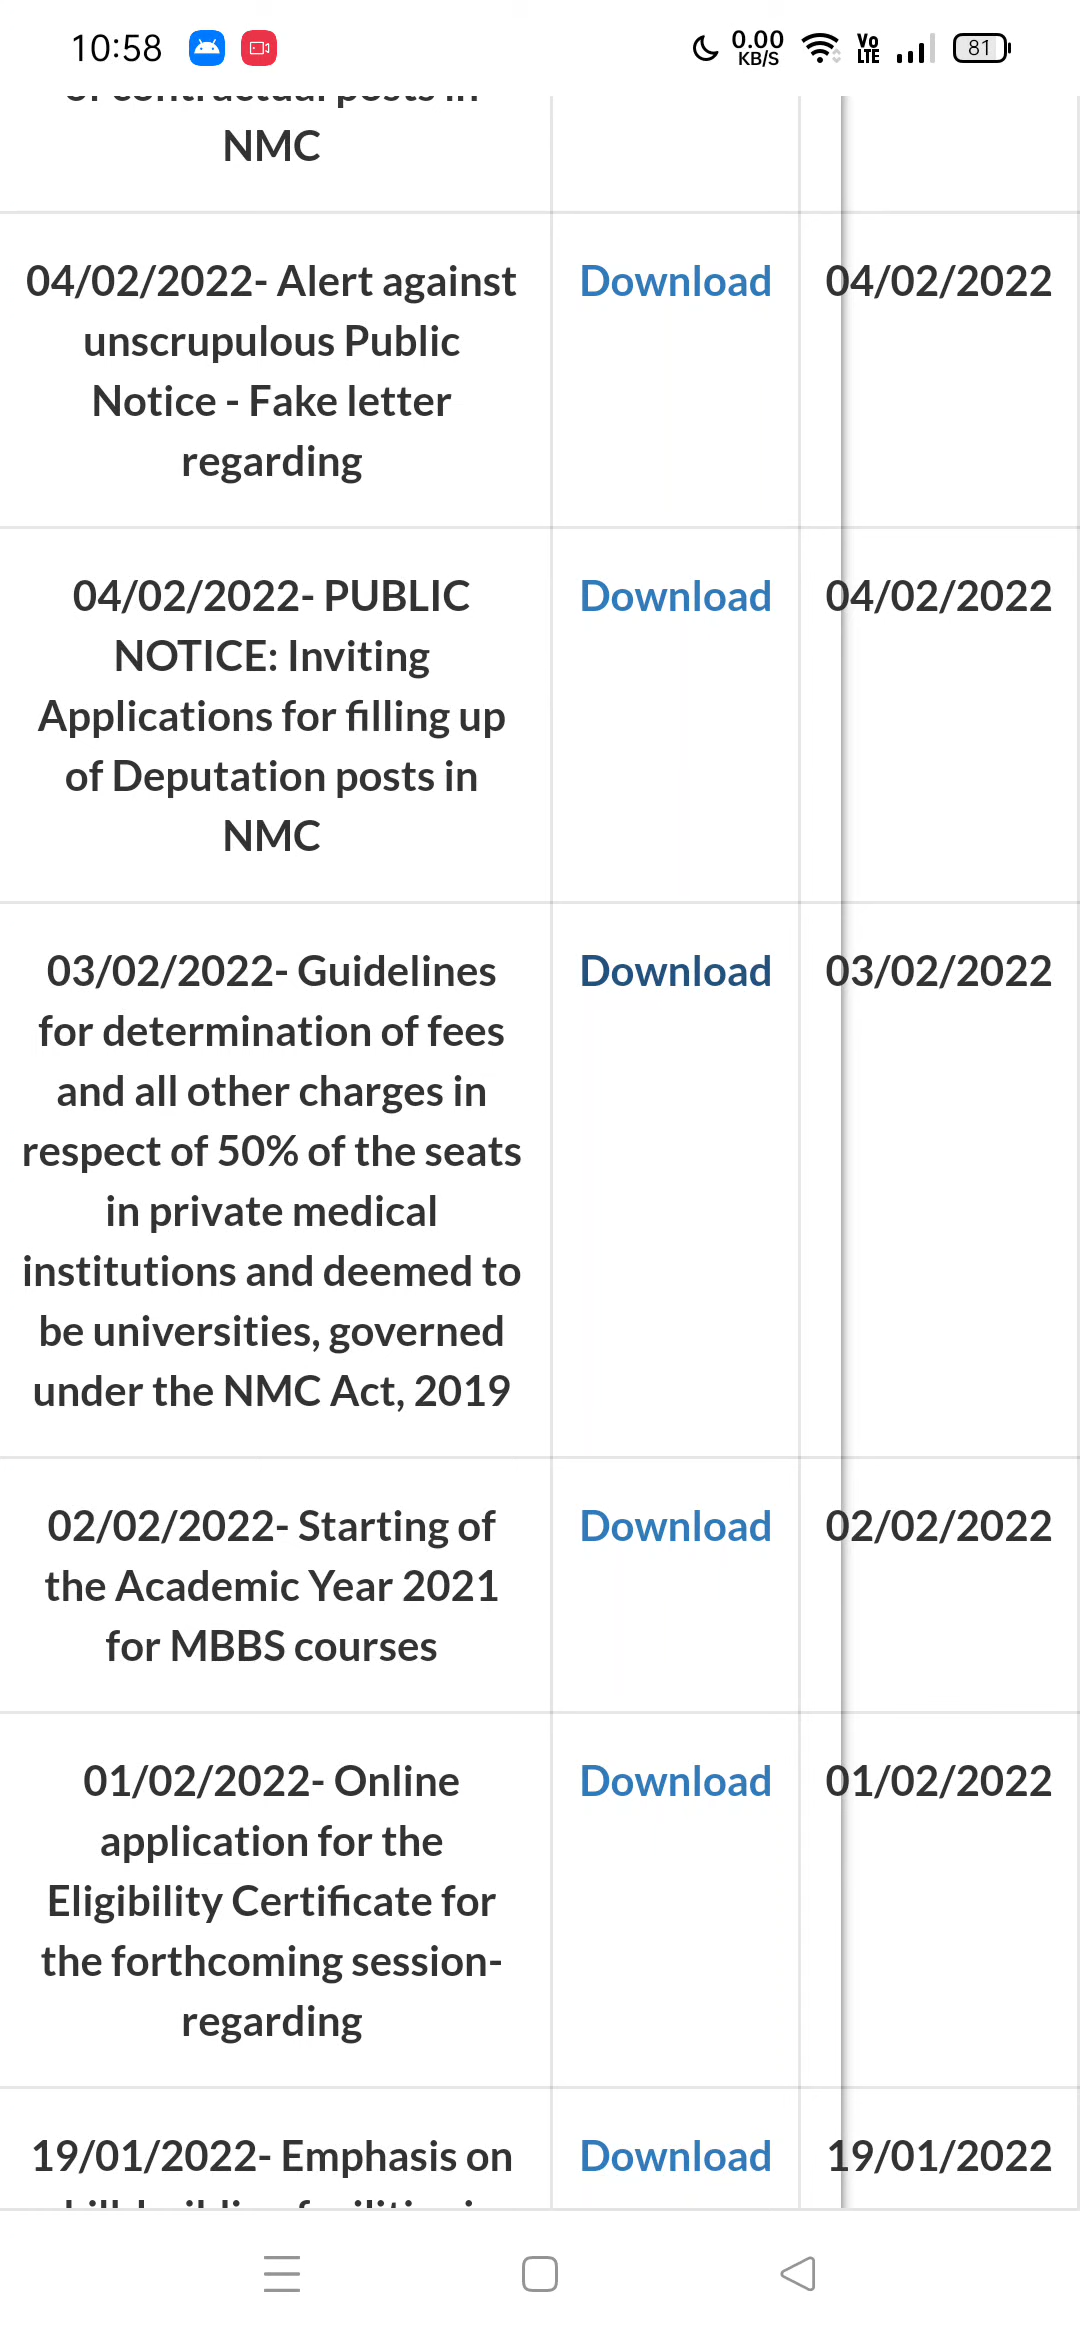 10:58
0.00
KB/S
Vo
LTE
81
of contractual posts in
NMC
04/02/2022- Alert against
unscrupulous Public
Notice - Fake letter
regarding
Download
04/02/2022
04/02/2022- PUBLIC
NOTICE: Inviting
Applications for filling up
of Deputation posts in
NMC
Download
04/02/2022
03/02/2022- Guidelines
for determination of fees
and all other charges in
respect of 50% of the seats
in private medical
institutions and deemed to
be universities, governed
under the NMC Act, 2019
Download
03/02/2022
02/02/2022- Starting of
the Academic Year 2021
for MBBS courses
Download
02/02/2022
01/02/2022- Online
application for the
Eligibility Certificate for
the forthcoming session-
regarding
Download
01/02/2022
19/01/2022- Emphasis on
Download
19/01/2022